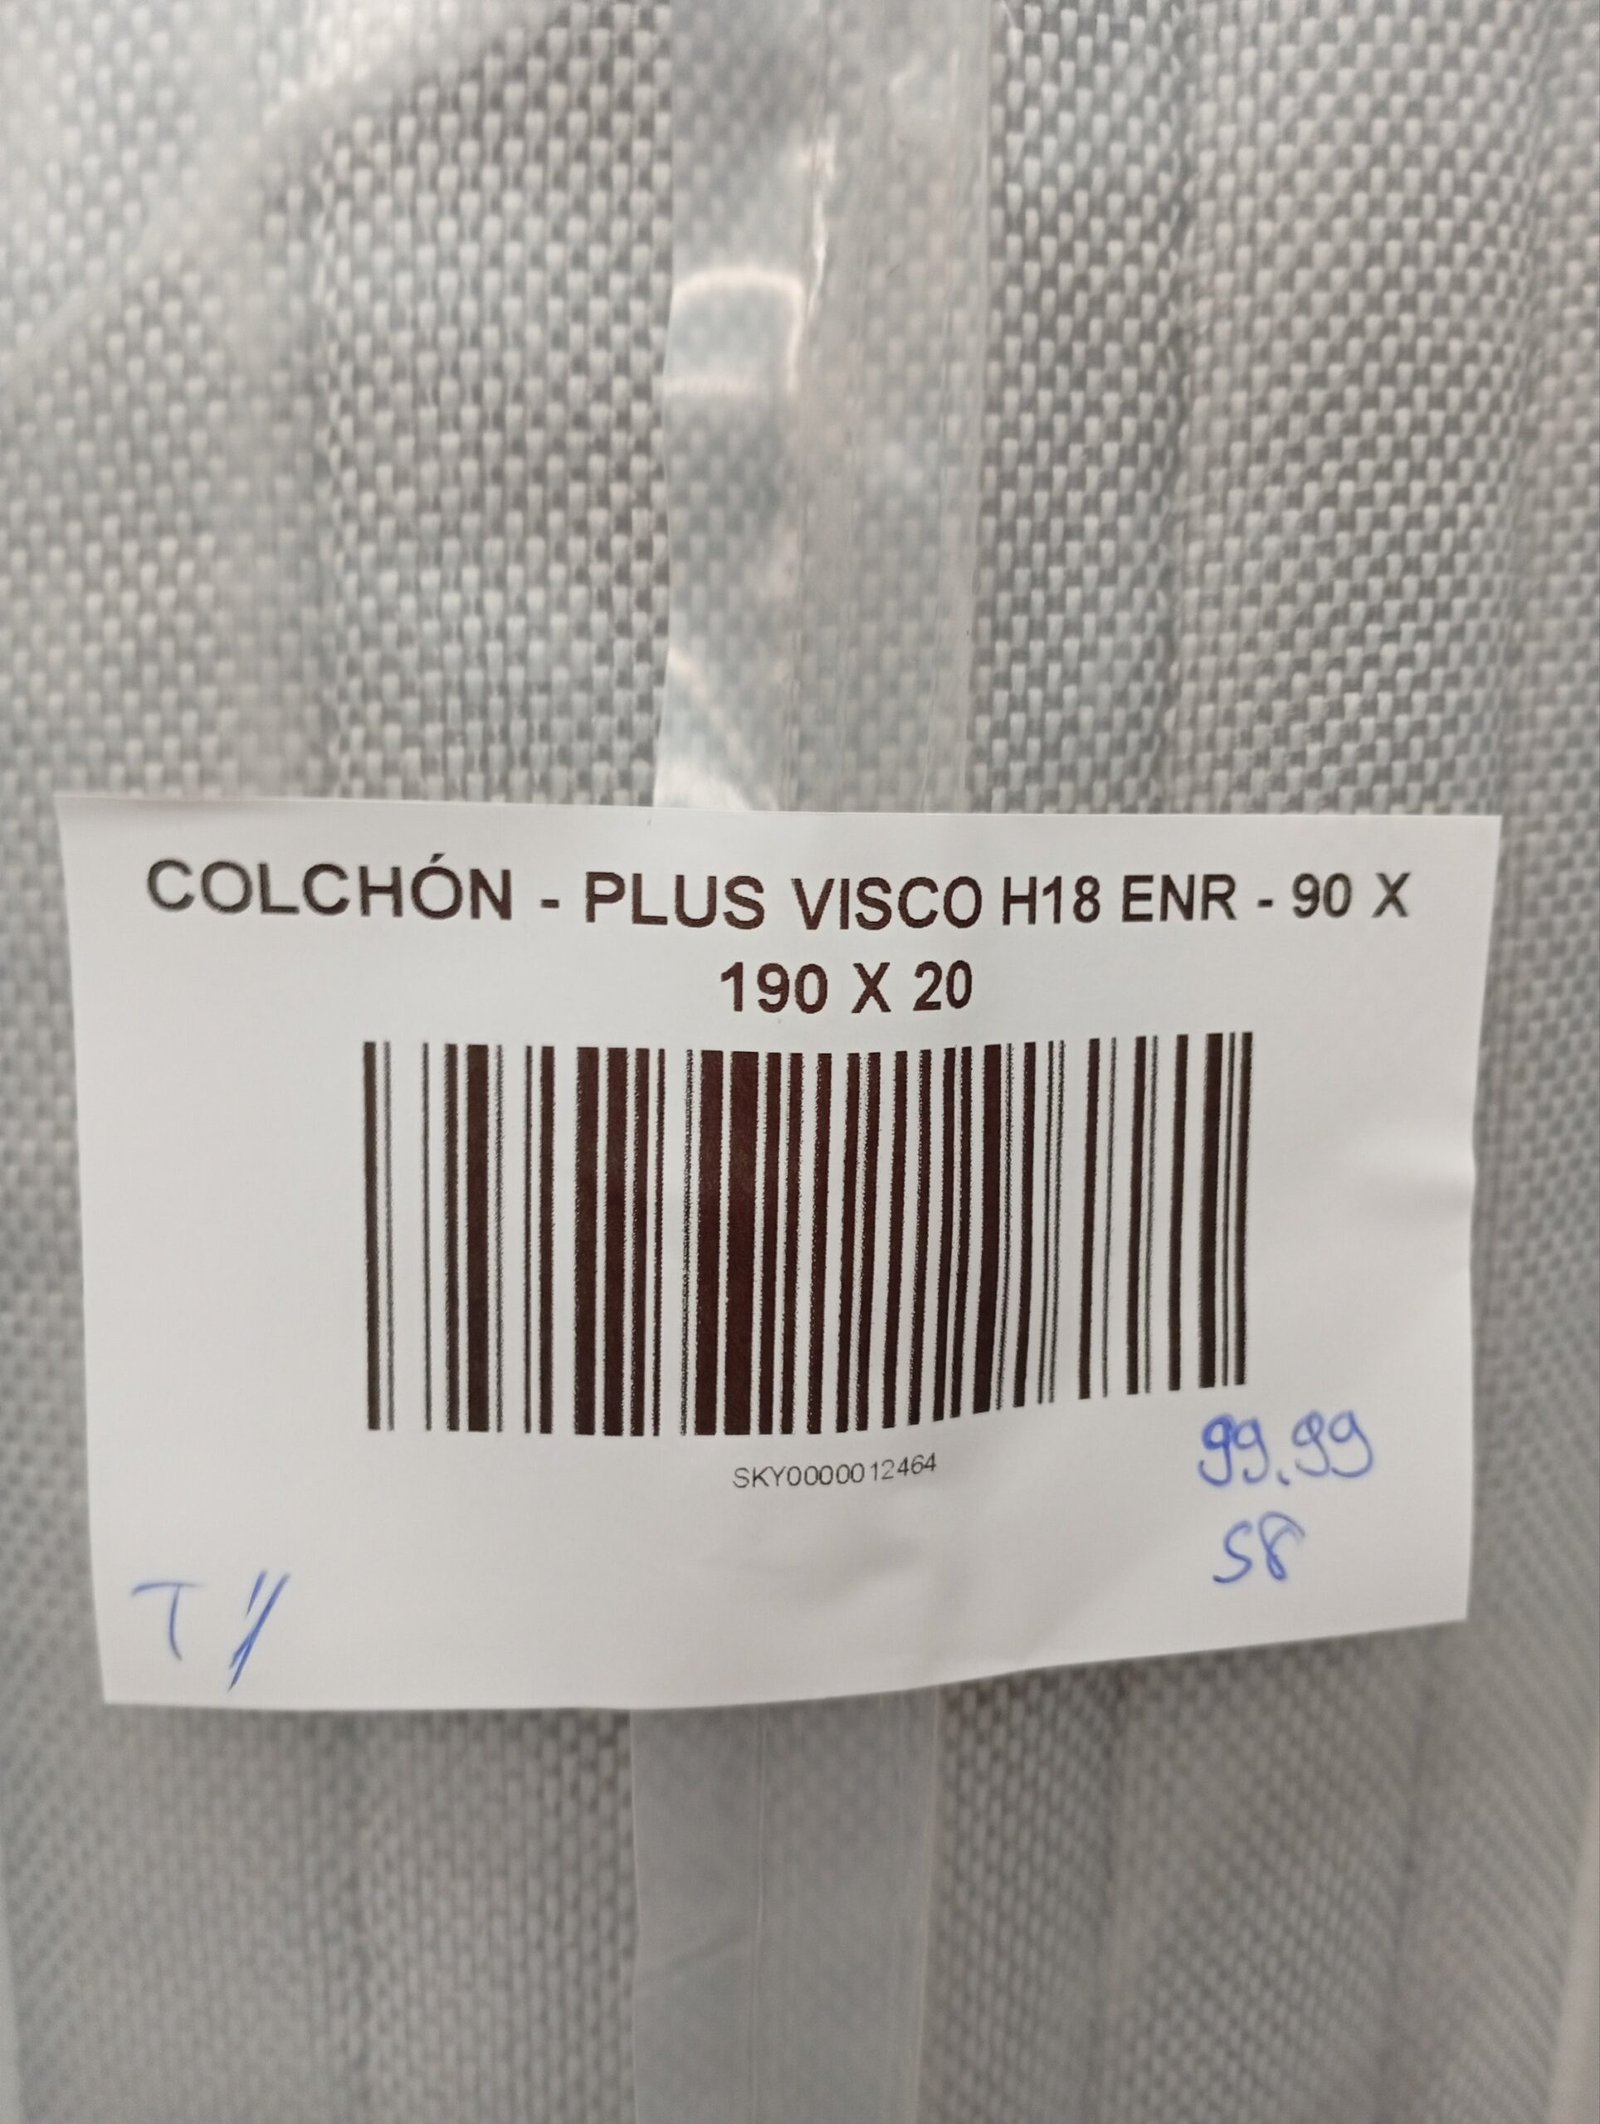 COLCHÓN - PLUS VISCO H18 ENR - 90 X
190 X 20
SKY0000012464
99.99
58
T